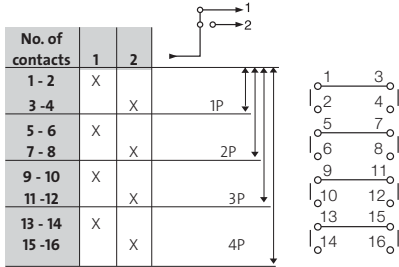 1
2
No. of
contacts 1 2
1 - 2 X
3 -4 X 1P
5 - 6 X
7 - 8 X 2P
9 - 10 X
11 -12 X 3P
13 - 14 X
15 -16 X 4P
1 3
2 4
5 7
6 8
9 11
10 12
13 15
14 16